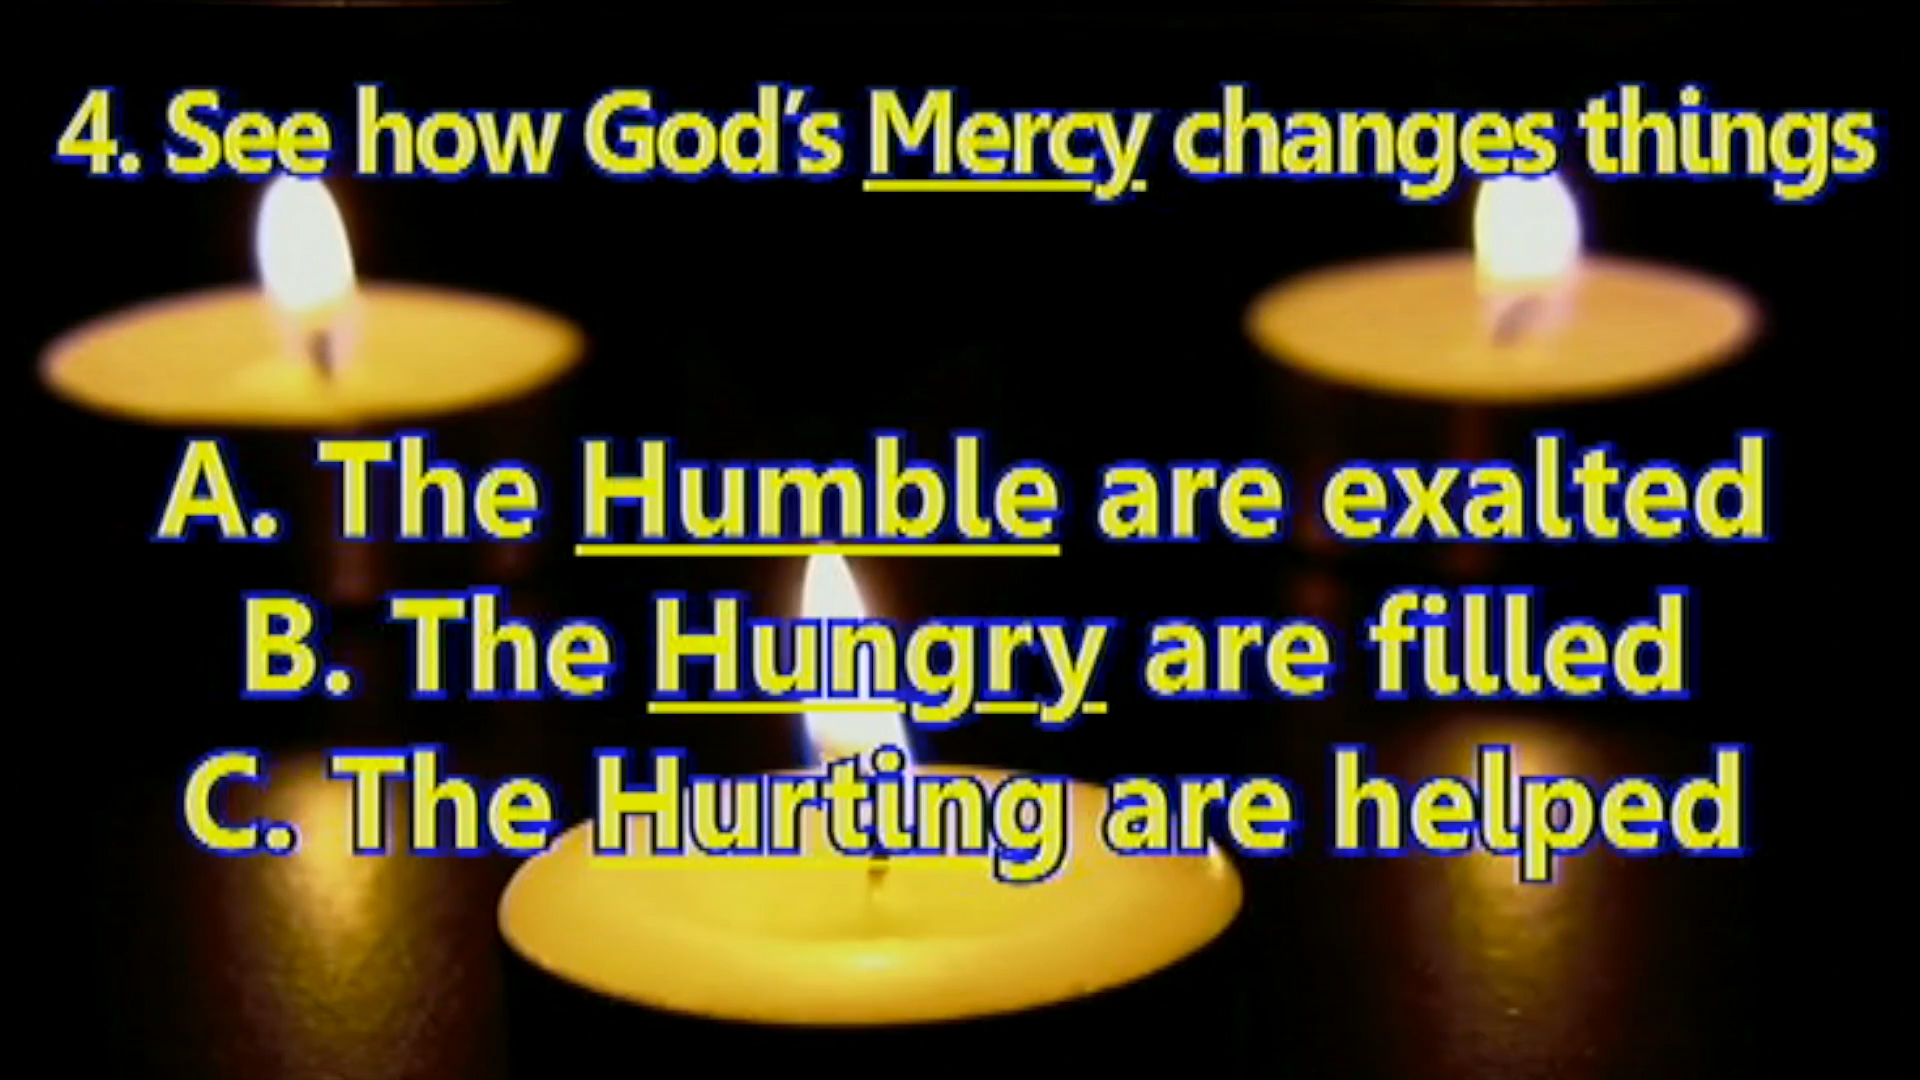 4. See how God’s Mercy changes things
A. The Humble are exalted
B. The Hungry are filled
C. The Hurting are helped